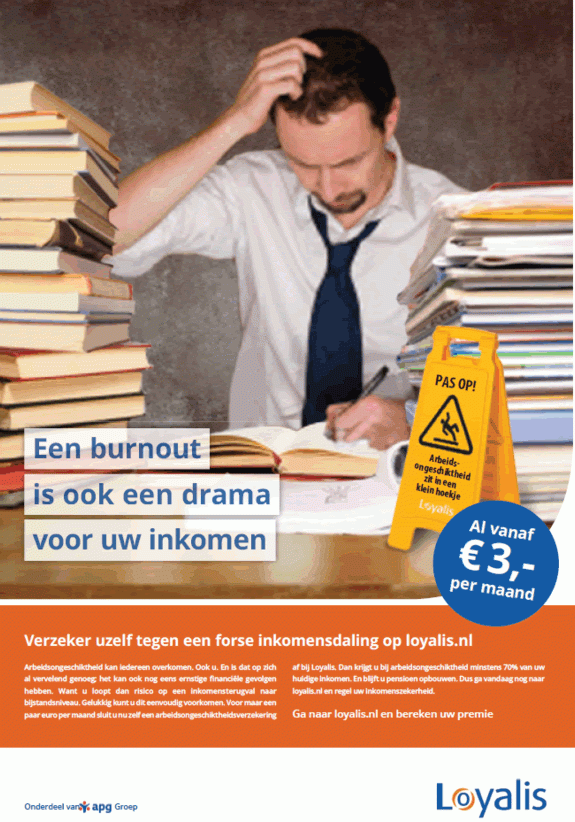 PAS OP!
Arbeids-
ongeschiktheid
zit in een
klein hoekje
Loyalis
Een burnout
is ook een drama
voor uw inkomen
Al vanaf
€ 3,-
per maand
Verzeker uzelf tegen een forse inkomensdaling op loyalis.nl
Arbeidsongeschiktheid kan iedereen overkomen. Ook u. En is dat op zich
al vervelend genoeg; het kan ook nog eens ernstige financiële gevolgen
hebben. Want u loopt dan risico op een inkomensterugval naar
bijstandsniveau. Gelukkig kunt u dit eenvoudig voorkomen. Voor maar een
paar euro per maand sluit u nu zelf een arbeidsongeschiktheidsverzekering
af bij Loyalis. Dan krijgt u bij arbeidsongeschiktheid minstens 70% van uw
huidige inkomen. En blijft u pensioen opbouwen. Dus ga vandaag nog naar
loyalis.nl en regel uw inkomenszekerheid.
Ga naar loyalis.nl en bereken uw premie
Onderdeel van apg Groep
Loyalis